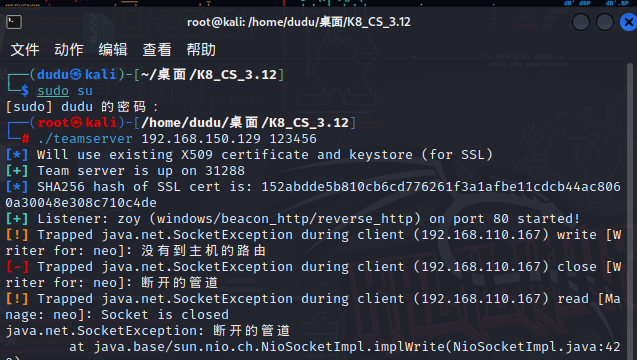 root@kali: /home/dudu/桌面/K8_CS_3.12
文件 动作 编辑 查看 帮助
┌──(dudu㉿kali)-[~/桌面/K8_CS_3.12]
└─$ sudo su
[sudo] dudu 的密码：
┌──(root㉿kali)-[/home/dudu/桌面/K8_CS_3.12]
└─# ./teamserver 192.168.150.129 123456
[*] Will use existing X509 certificate and keystore (for SSL)
[+] Team server is up on 31288
[*] SHA256 hash of SSL cert is: 152abdde5b810cb6cd776261f3a1afbe11cdcb44ac806
0a30048e308c710c4de
[+] Listener: zoy (windows/beacon_http/reverse_http) on port 80 started!
[!] Trapped java.net.SocketException during client (192.168.110.167) write [W
riter for: neo]: 没有到主机的路由
[-] Trapped java.net.SocketException during client (192.168.110.167) close [W
riter for: neo]: 断开的管道
[!] Trapped java.net.SocketException during client (192.168.110.167) read [Ma
nage: neo]: Socket is closed
java.net.SocketException: 断开的管道
at java.base/sun.nio.ch.NioSocketImpl.implWrite(NioSocketImpl.java:42